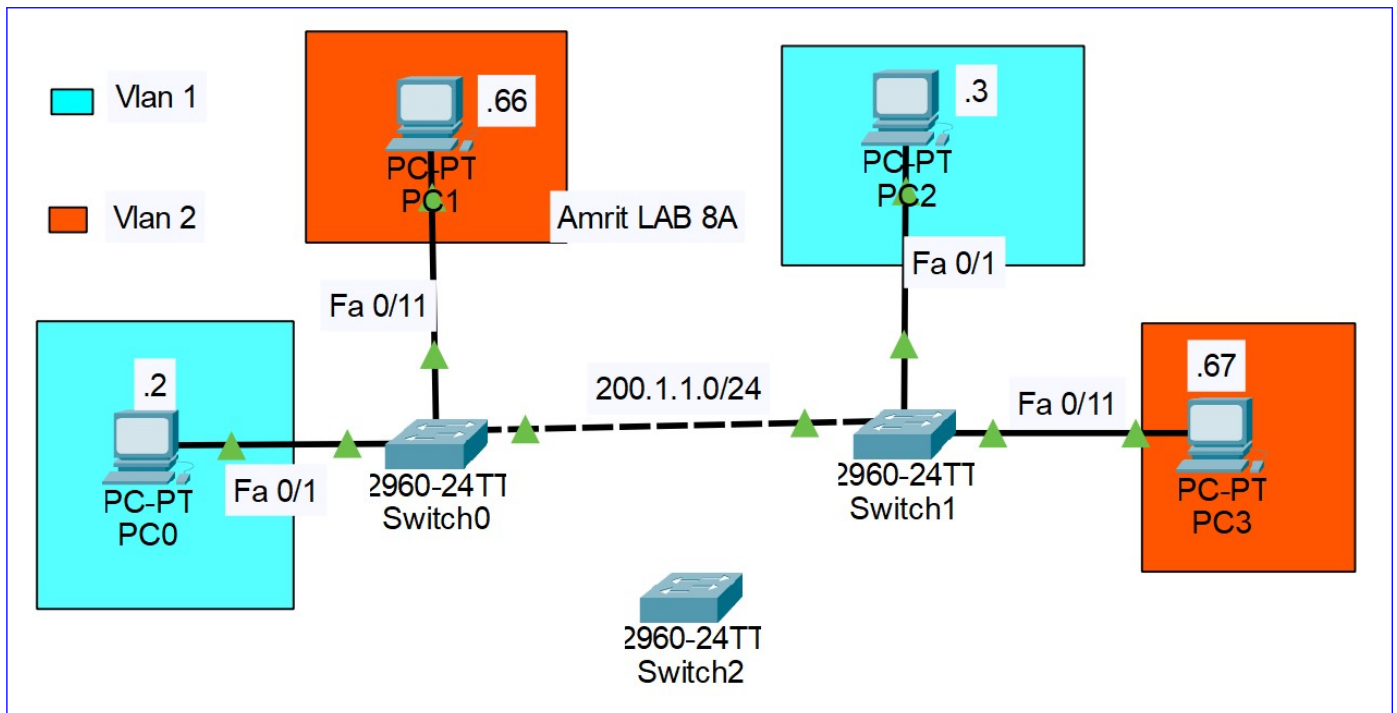 Vlan 1
Vlan 2
.66
PC-PT
PC1
Amrit LAB 8A
.3
PC-PT
PC2
Fa 0/1
Fa 0/11
.2
PC-PT
PC0
Fa 0/1
2960-24TT
Switch0
200.1.1.0/24
2960-24TT
Switch1
Fa 0/11
.67
PC-PT
PC3
2960-24TT
Switch2